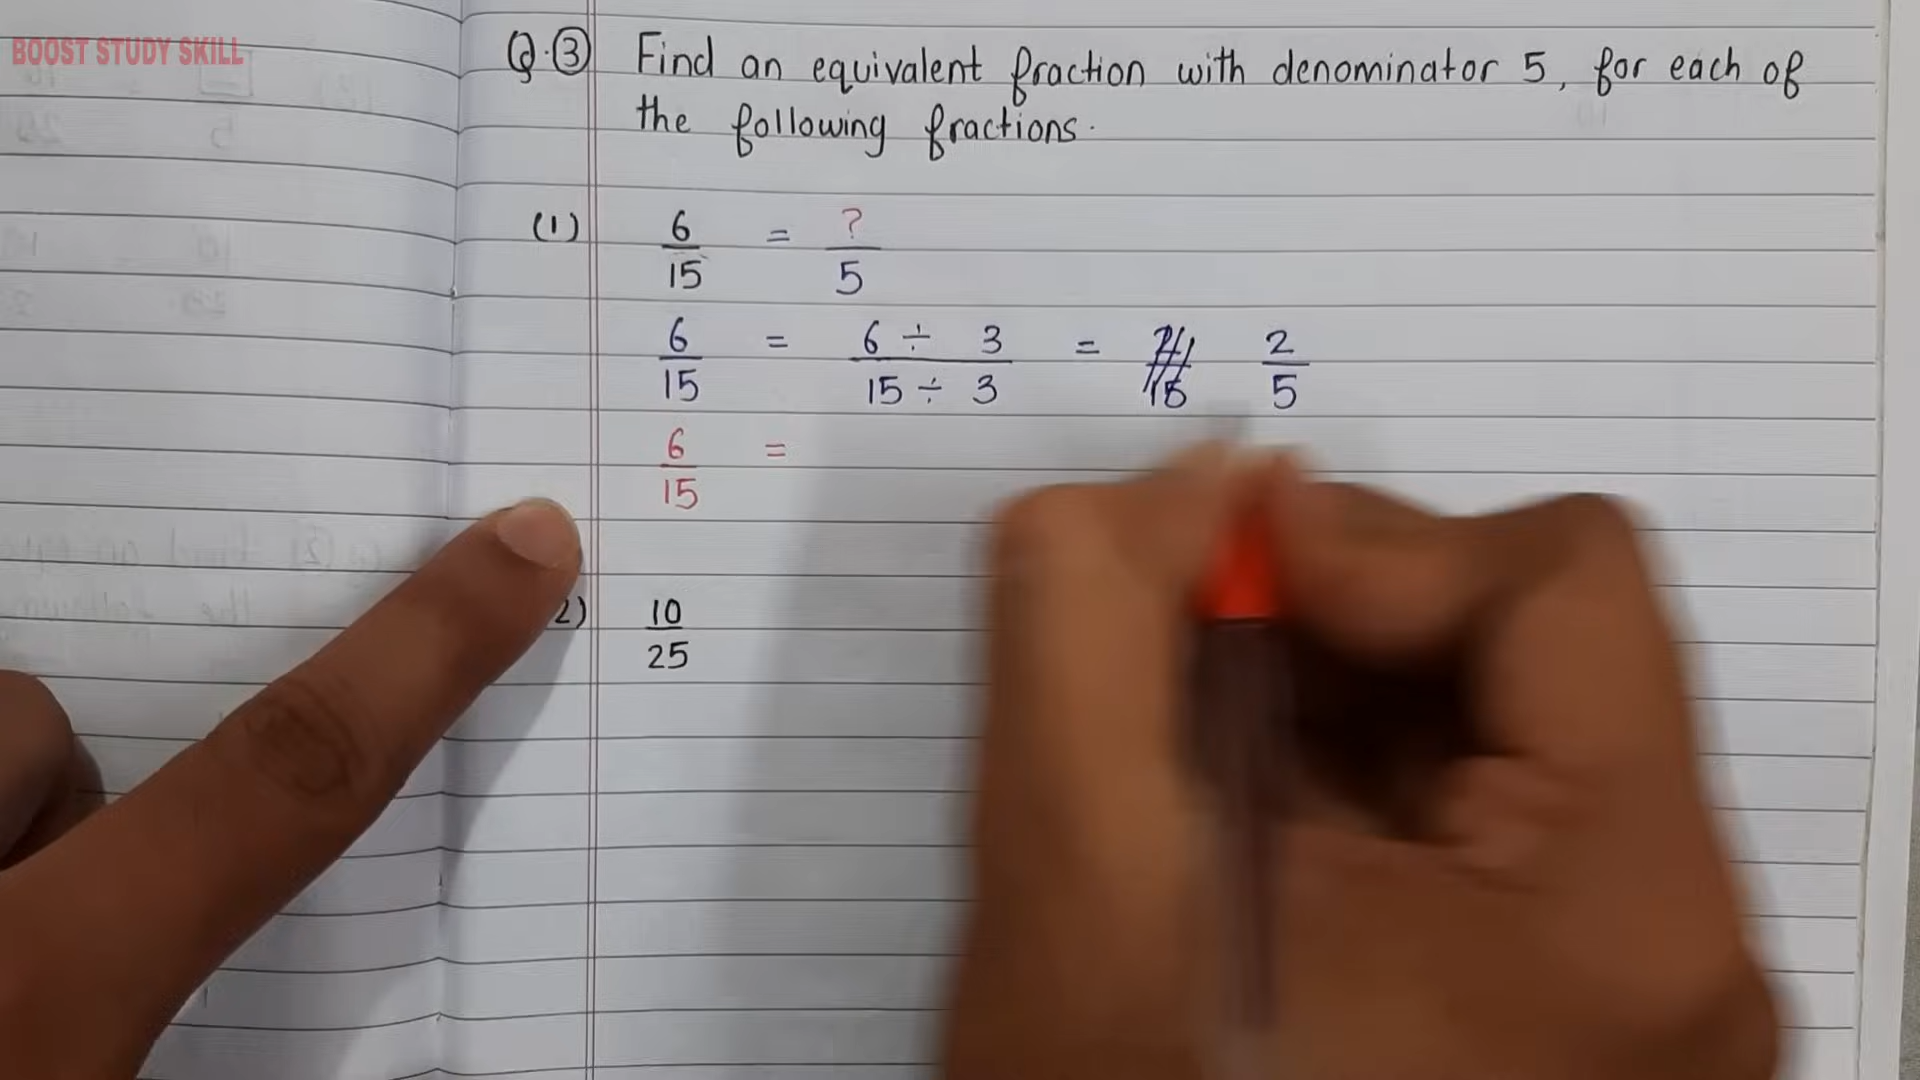 BOOST STUDY SKILL
Q.③ Find an equivalent fraction with denominator 5, for each of
the following fractions.
(1) 6/15 = ?/5
6/15 = 6 ÷ 3 / 15 ÷ 3 = 2/5
6/15 =
2) 10/25